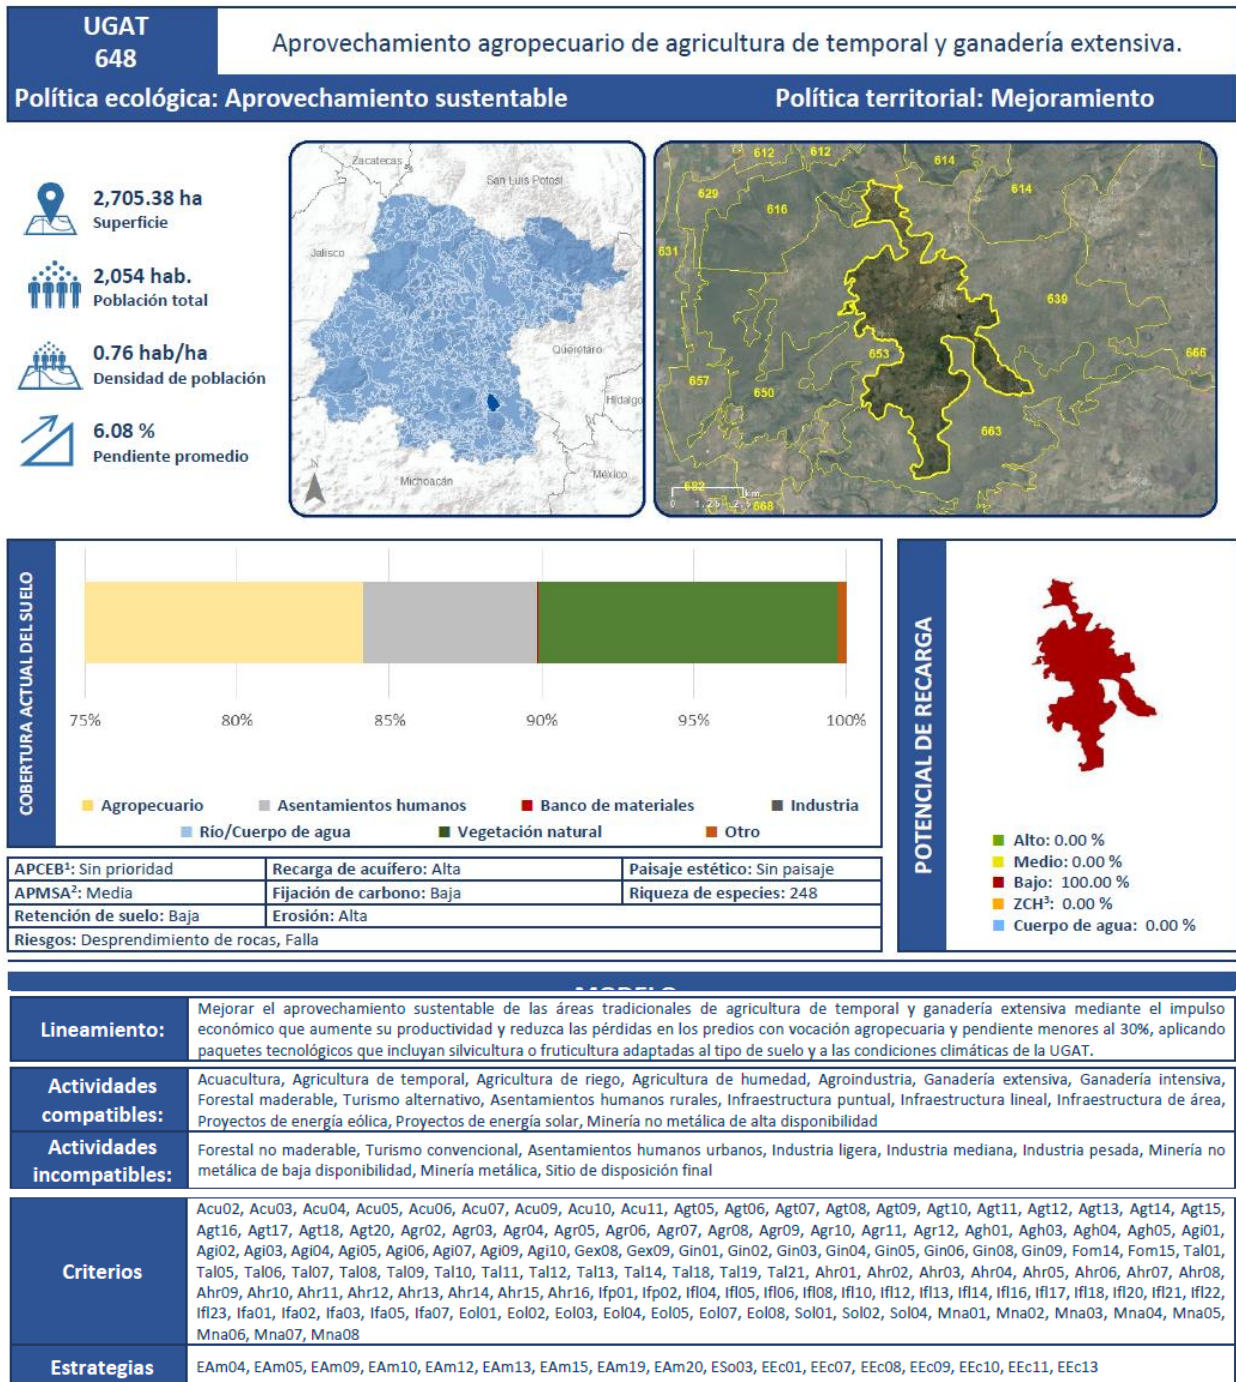 UGAT
648
Aprovechamiento agropecuario de agricultura de temporal y ganadería extensiva.
Política ecológica: Aprovechamiento sustentable
Política territorial: Mejoramiento
2,705.38 ha
Superficie
2,054 hab.
Población total
0.76 hab/ha
Densidad de población
6.08 %
Pendiente promedio
Zacatecas
San Luis Potosí
Jalisco
Querétaro
Hidalgo
México
Michoacán
N
612
612
614
614
629
616
631
639
653
666
657
650
663
682
668
km
0 1.25 2.5
COBERTURA ACTUAL DEL SUELO
75%
80%
85%
90%
95%
100%
Agropecuario
Asentamientos humanos
Banco de materiales
Industria
Río/Cuerpo de agua
Vegetación natural
Otro
APCEB¹: Sin prioridad
Recarga de acuífero: Alta
Paisaje estético: Sin paisaje
APMSA²: Media
Fijación de carbono: Baja
Riqueza de especies: 248
Retención de suelo: Baja
Erosión: Alta
Riesgos: Desprendimiento de rocas, Falla
POTENCIAL DE RECARGA
Alto: 0.00 %
Medio: 0.00 %
Bajo: 100.00 %
ZCH³: 0.00 %
Cuerpo de agua: 0.00 %
MODELO
Lineamiento:
Mejorar el aprovechamiento sustentable de las áreas tradicionales de agricultura de temporal y ganadería extensiva mediante el impulso
económico que aumente su productividad y reduzca las pérdidas en los predios con vocación agropecuaria y pendiente menores al 30%, aplicando
paquetes tecnológicos que incluyan silvicultura o fruticultura adaptadas al tipo de suelo y a las condiciones climáticas de la UGAT.
Actividades
compatibles:
Acuacultura, Agricultura de temporal, Agricultura de riego, Agricultura de humedad, Agroindustria, Ganadería extensiva, Ganadería intensiva,
Forestal maderable, Turismo alternativo, Asentamientos humanos rurales, Infraestructura puntual, Infraestructura lineal, Infraestructura de área,
Proyectos de energía eólica, Proyectos de energía solar, Minería no metálica de alta disponibilidad
Actividades
incompatibles:
Forestal no maderable, Turismo convencional, Asentamientos humanos urbanos, Industria ligera, Industria mediana, Industria pesada, Minería no
metálica de baja disponibilidad, Minería metálica, Sitio de disposición final
Criterios
Acu02, Acu03, Acu04, Acu05, Acu06, Acu07, Acu09, Acu10, Acu11, Agt05, Agt06, Agt07, Agt08, Agt09, Agt10, Agt11, Agt12, Agt13, Agt14, Agt15,
Agt16, Agt17, Agt18, Agt20, Agr02, Agr03, Agr04, Agr05, Agr06, Agr07, Agr08, Agr09, Agr10, Agr11, Agr12, Agh01, Agh03, Agh04, Agh05, Agi01,
Agi02, Agi03, Agi04, Agi05, Agi06, Agi07, Agi09, Agi10, Gex08, Gex09, Gin01, Gin02, Gin03, Gin04, Gin05, Gin06, Gin08, Gin09, Fom14, Fom15, Tal01,
Tal05, Tal06, Tal07, Tal08, Tal09, Tal10, Tal11, Tal12, Tal13, Tal14, Tal18, Tal19, Tal21, Ahr01, Ahr02, Ahr03, Ahr04, Ahr05, Ahr06, Ahr07, Ahr08,
Ahr09, Ahr10, Ahr11, Ahr12, Ahr13, Ahr14, Ahr15, Ahr16, Ifp01, Ifp02, Ifl04, Ifl05, Ifl06, Ifl08, Ifl10, Ifl12, Ifl13, Ifl14, Ifl16, Ifl17, Ifl18, Ifl20, Ifl21, Ifl22,
Ifl23, Ifa01, Ifa02, Ifa03, Ifa05, Ifa07, Eol01, Eol02, Eol03, Eol04, Eol05, Eol07, Eol08, Sol01, Sol02, Sol04, Mna01, Mna02, Mna03, Mna04, Mna05,
Mna06, Mna07, Mna08
Estrategias
EAm04, EAm05, EAm09, EAm10, EAm12, EAm13, EAm15, EAm19, EAm20, ESo03, EEc01, EEc07, EEc08, EEc09, EEc10, EEc11, EEc13